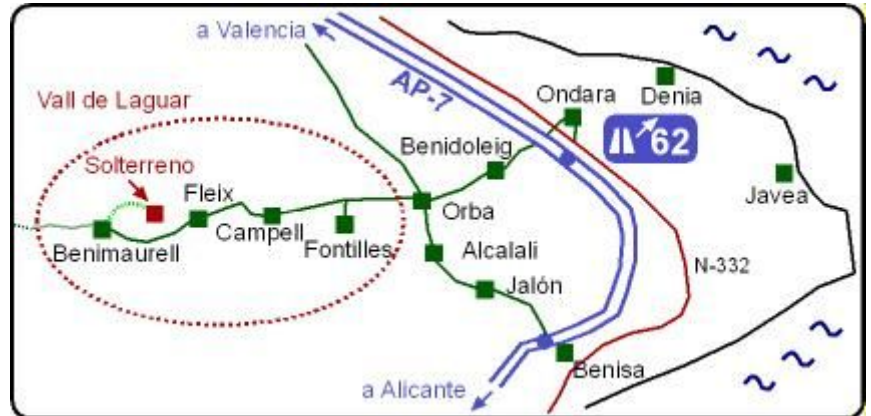 a Valencia
AP-7
Ondara
Denia
62
Vall de Laguar
Benidoleig
Solterreno
Fleix
Javea
Orba
Campell
Fontilles
Benimaurell
Alcalali
N-332
Jalón
Benisa
a Alicante